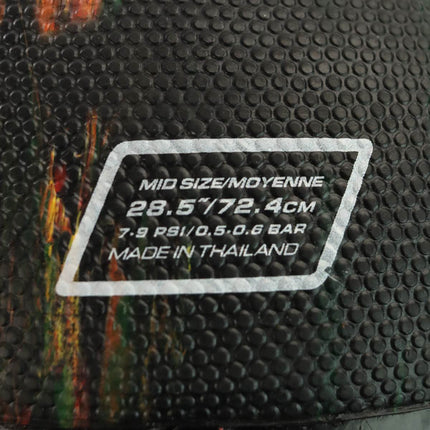 MID SIZE/MOYENNE
28.5"/72.4CM
7-9 PSI/0.5-0.6 BAR
MADE IN THAILAND